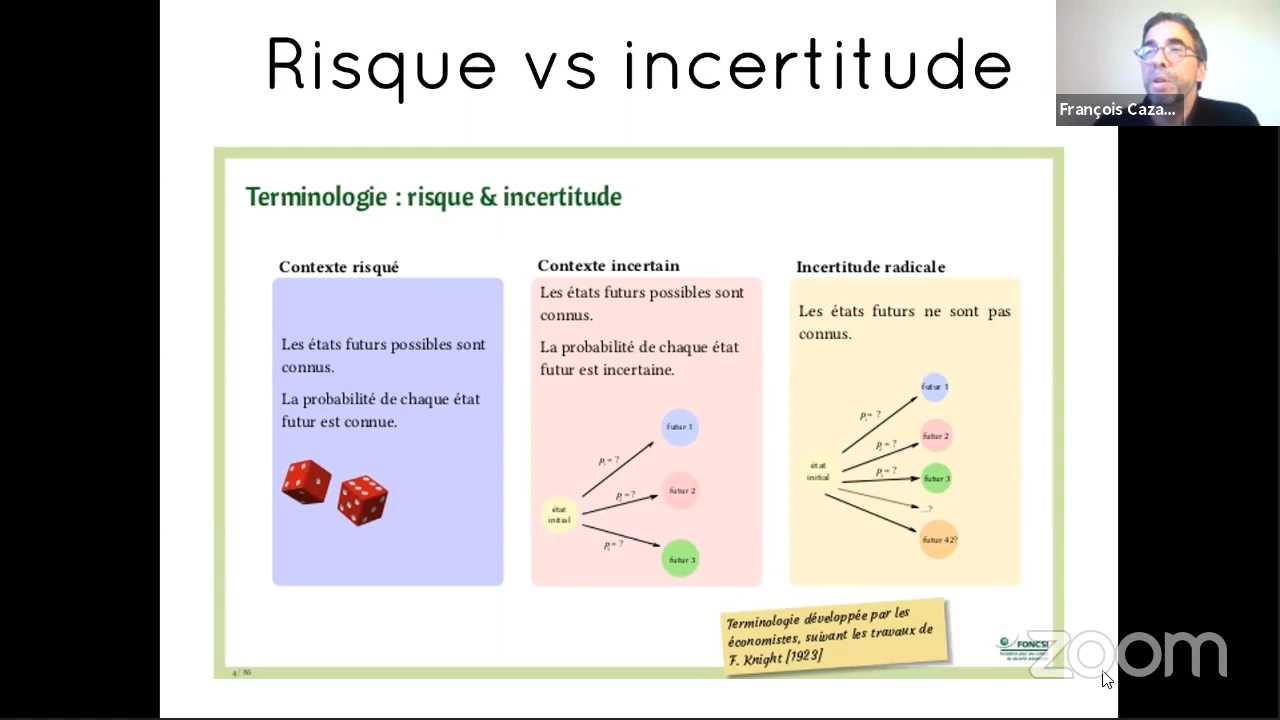 Risque vs incertitude
François Caza...
Terminologie : risque & incertitude
Contexte risqué
Les états futurs possibles sont
connus.
La probabilité de chaque état
futur est connue.
Contexte incertain
Les états futurs possibles sont
connus.
La probabilité de chaque état
futur est incertaine.
état
initial
P₁= ?
P₂= ?
P₃= ?
futur 1
futur 2
futur 3
Incertitude radicale
Les états futurs ne sont pas
connus.
état
initial
P₁= ?
P₂= ?
P₃= ?
futur 1
futur 2
futur 3
...?
futur 42?
Terminologie développée par les
économistes, suivant les travaux de
F. Knight [1923]
FONCSI
4 / 86
zoom